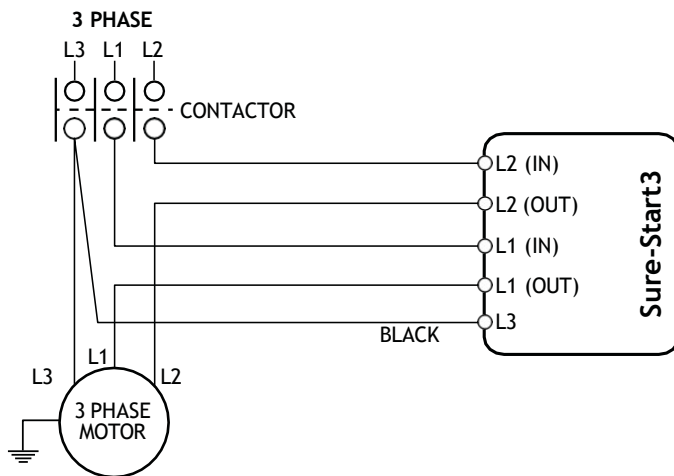 3 PHASE
L3 L1 L2
CONTACTOR
L2 (IN)
L2 (OUT)
L1 (IN)
L1 (OUT)
L3
Sure-Start3
BLACK
L1
L3 L2
3 PHASE
MOTOR